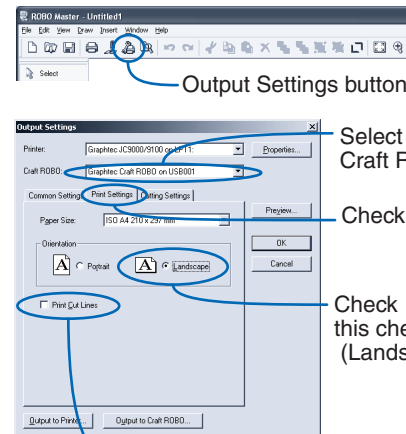 ROBO Master - Untitled1
File Edit View Draw Insert Window Help
Select
Output Settings button
Output Settings
Printer: Graphtec JC9000/9100 on LPT1: Properties...
Select
Craft R
Craft ROBO: Graphtec Craft ROBO on USB001
Common Settings Print Settings Cutting Settings
Check
Paper Size: ISO A4 210 x 297 mm Preview...
OK
Orientation
A Portrait A Landscape Cancel
Check
this che
(Lands
Print Cut Lines
Output to Printer... Output to Craft ROBO...